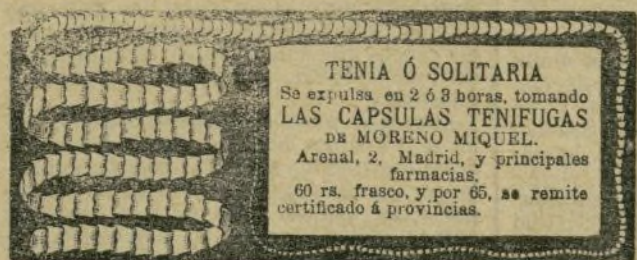 TENIA Ó SOLITARIA
Se expulsa en 2 ó 3 horas, tomando
LAS CAPSULAS TENIFUGAS
DE MORENO MIQUEL.
Arenal, 2, Madrid, y principales
farmacias.
60 rs. frasco, y por 65, se remite
certificado á provincias.